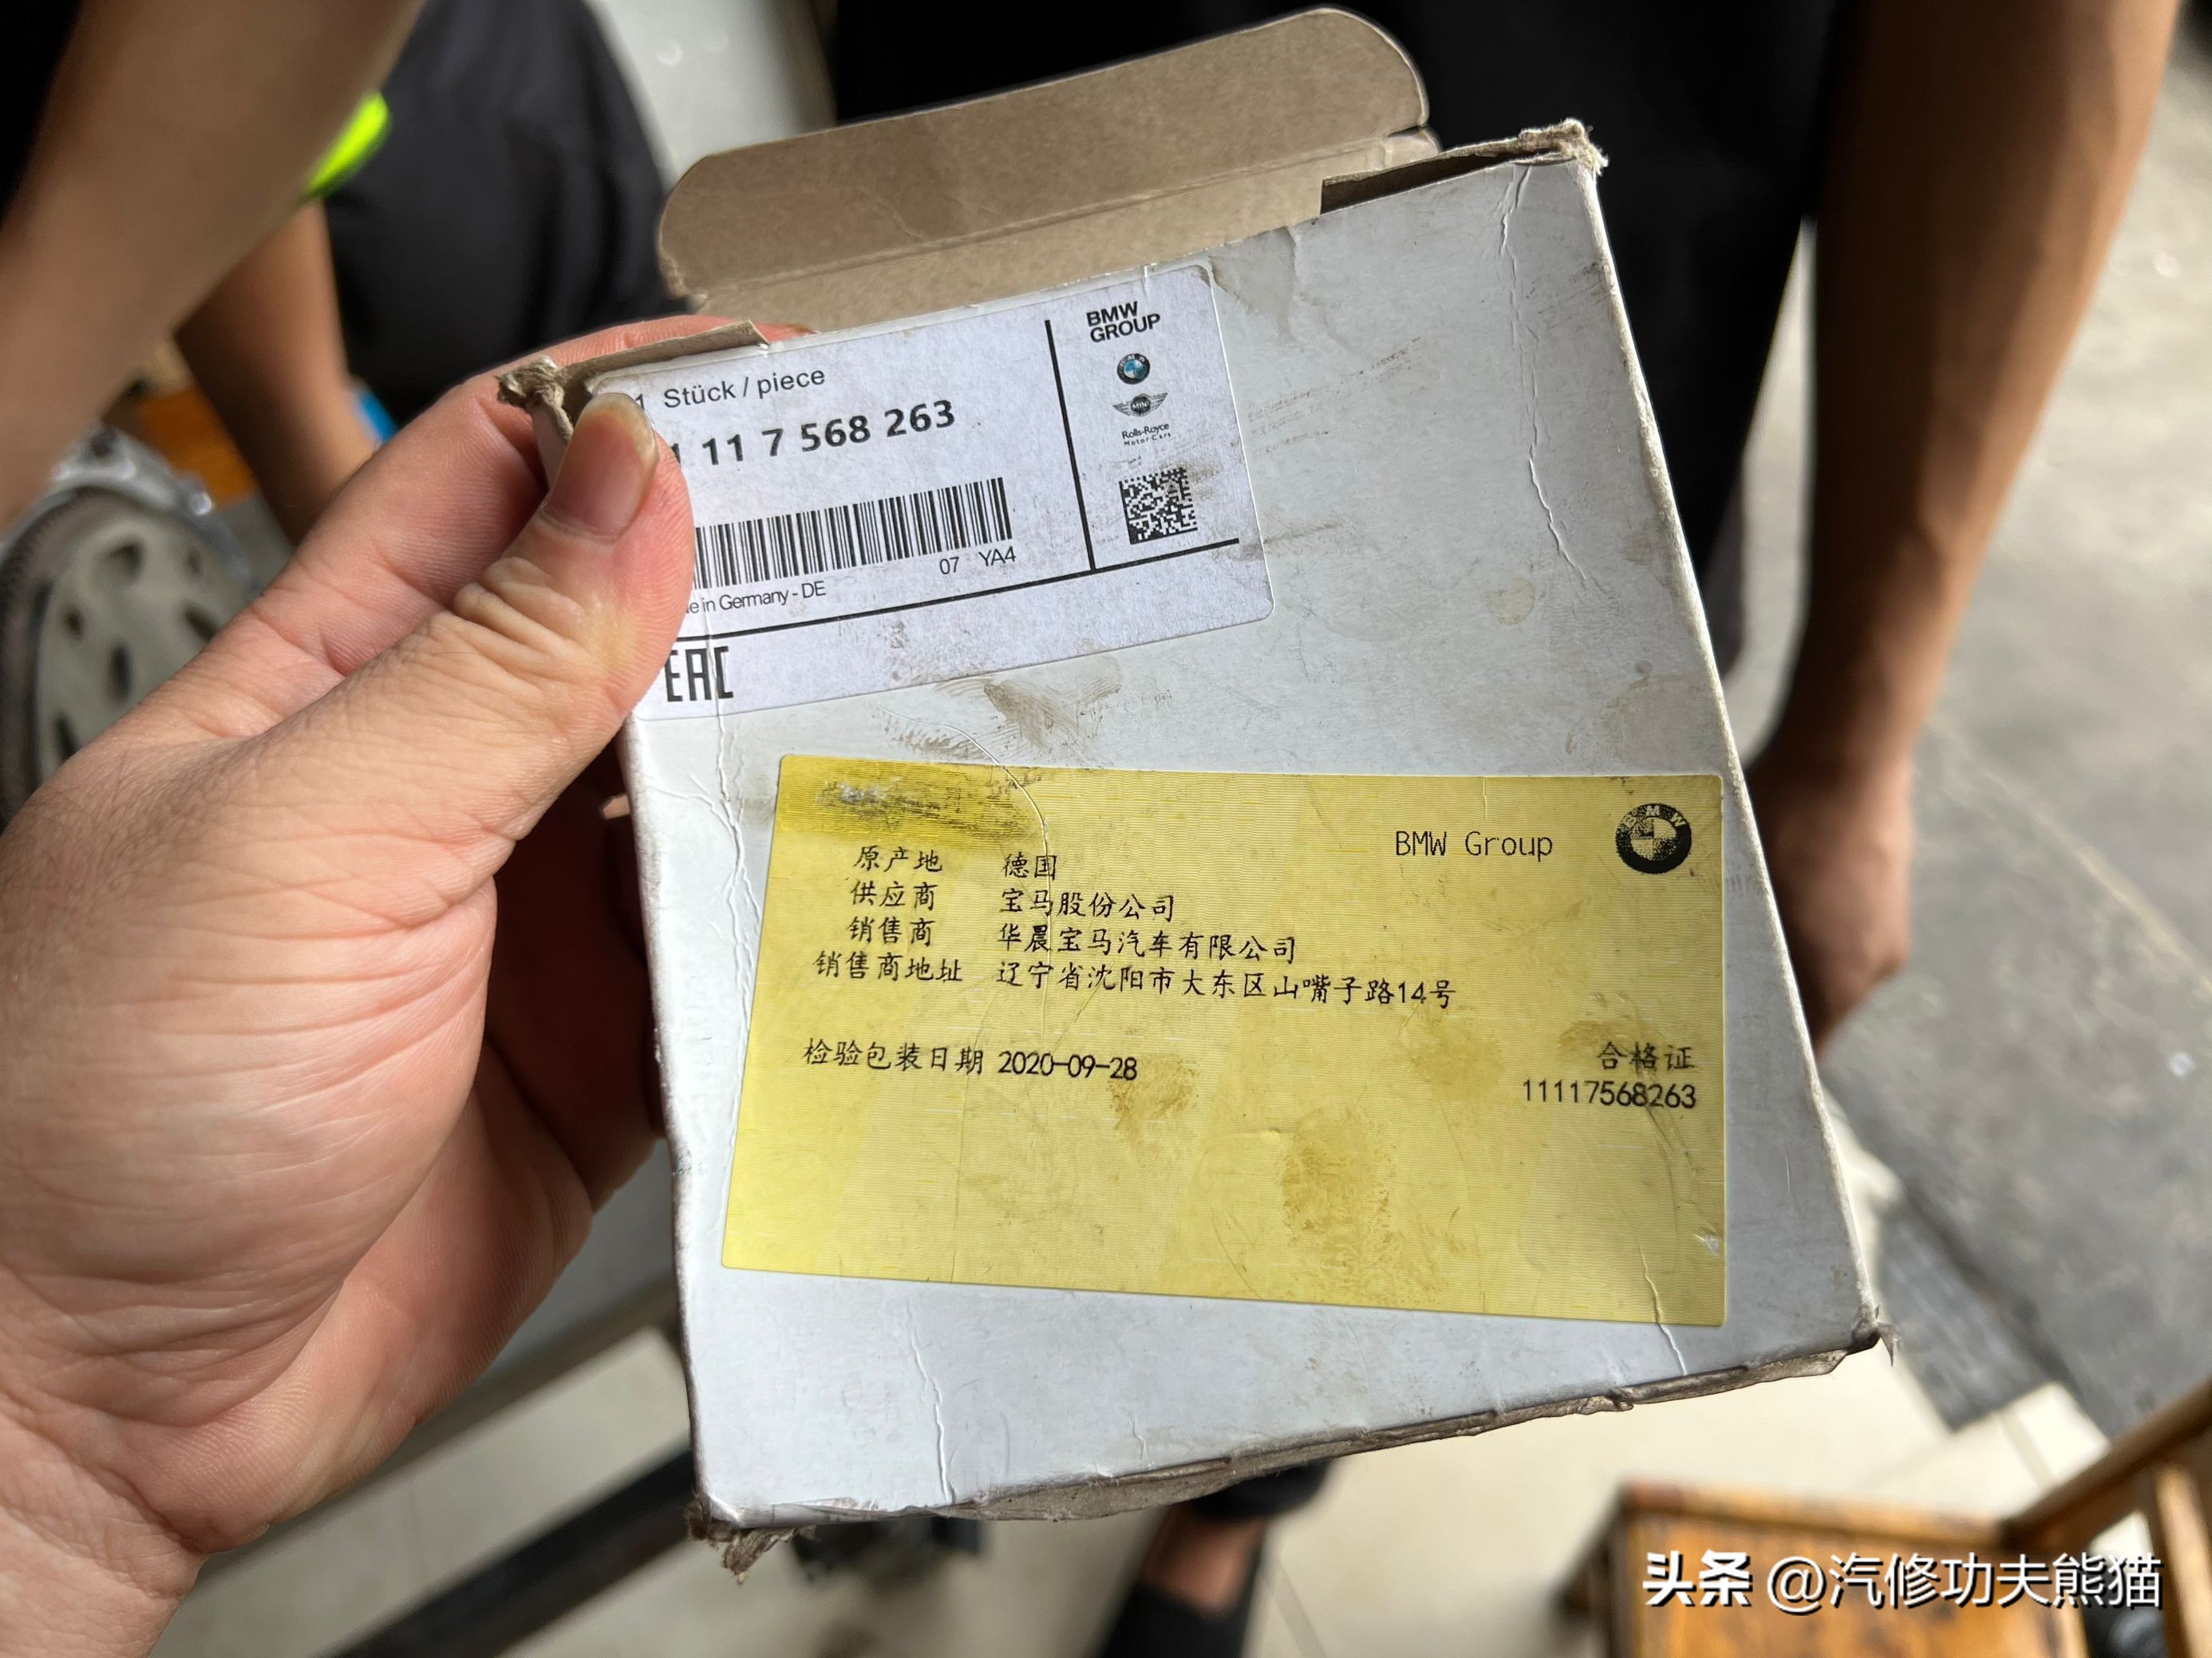 1 Stück / piece
1 11 7 568 263
07 YA4
e in Germany - DE
EAC
BMW
GROUP
MINI
Rolls-Royce
Motor Cars
BMW Group
BMW
原产地 德国
供应商 宝马股份公司
销售商 华晨宝马汽车有限公司
销售商地址 辽宁省沈阳市大东区山嘴子路14号
检验包装日期 2020-09-28
合格证
11117568263
头条 @汽修功夫熊猫